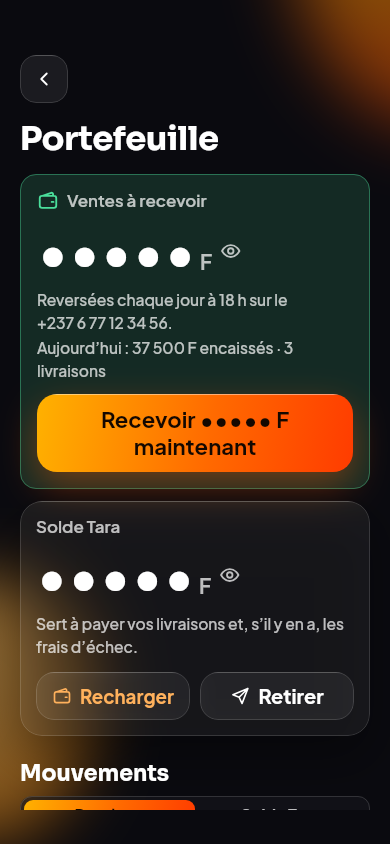 Portefeuille
Ventes à recevoir
●●●●● F
Reversées chaque jour à 18 h sur le
+237 6 77 12 34 56.
Aujourd’hui : 37 500 F encaissés · 3
livraisons
Recevoir ●●●●● F
maintenant
Solde Tara
●●●●● F
Sert à payer vos livraisons et, s’il y en a, les
frais d’échec.
Recharger
Retirer
Mouvements